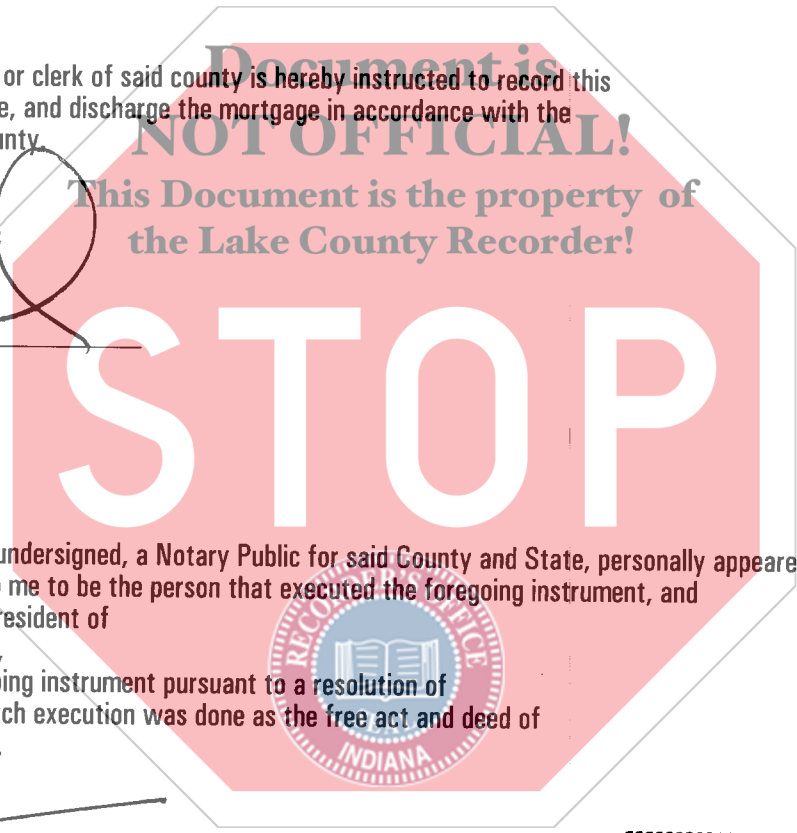 Document is
or clerk of said county is hereby instructed to record this
e, and discharge the mortgage in accordance with the
unty.
NOT OFFICIAL!
This Document is the property of
the Lake County Recorder!
STOP
undersigned, a Notary Public for said County and State, personally appeare
me to be the person that executed the foregoing instrument, and
resident of
ing instrument pursuant to a resolution of
ch execution was done as the free act and deed of
RECORDER'S OFFICE
INDIANA